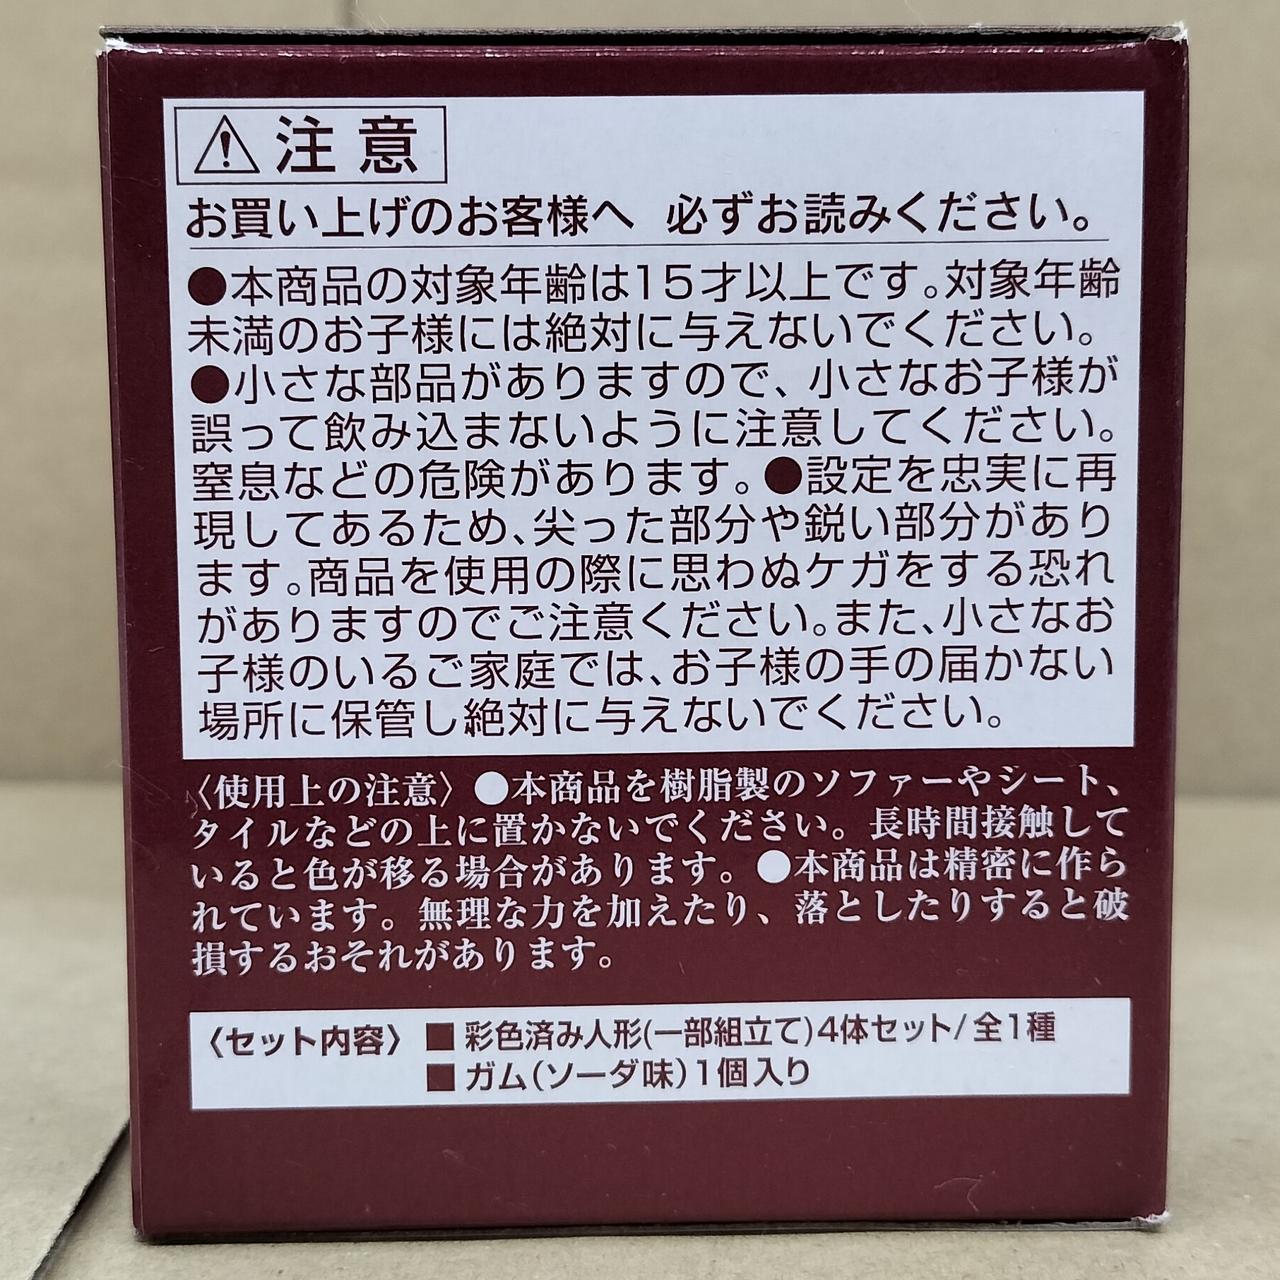 ⚠注意
お買い上げのお客様へ 必ずお読みください。
●本商品の対象年齢は15才以上です。対象年齢
未満のお子様には絶対に与えないでください。
●小さな部品がありますので、小さなお子様が
誤って飲み込まないように注意してください。
窒息などの危険があります。●設定を忠実に再
現してあるため、尖った部分や鋭い部分があり
ます。商品を使用の際に思わぬケガをする恐れ
がありますのでご注意ください。また、小さなお
子様のいるご家庭では、お子様の手の届かない
場所に保管し絶対に与えないでください。
〈使用上の注意〉●本商品を樹脂製のソファーやシート、
タイルなどの上に置かないでください。長時間接触して
いると色が移る場合があります。●本商品は精密に作ら
れています。無理な力を加えたり、落としたりすると破
損するおそれがあります。
〈セット内容〉■彩色済み人形(一部組立て)4体セット/全1種
■ガム(ソーダ味)1個入り